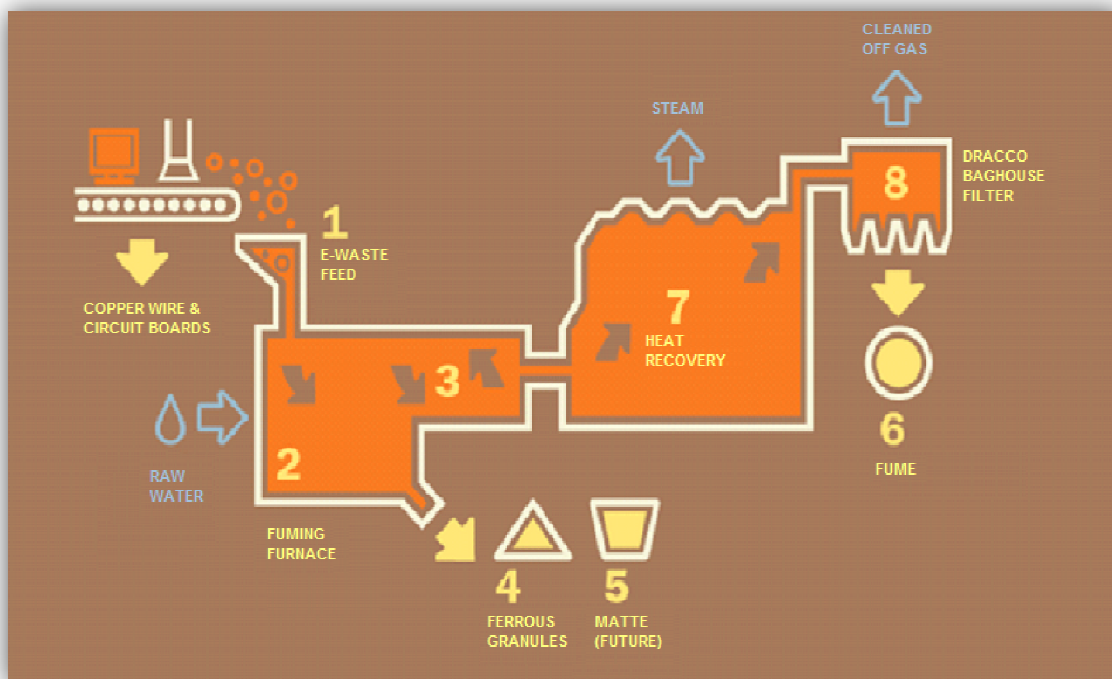 CLEANED
OFF GAS
STEAM
DRACCO
BAGHOUSE
FILTER
8
1
E-WASTE
FEED
COPPER WIRE &
CIRCUIT BOARDS
7
HEAT
RECOVERY
3
6
FUME
2
RAW
WATER
FUMING
FURNACE
4
FERROUS
GRANULES
5
MATTE
(FUTURE)